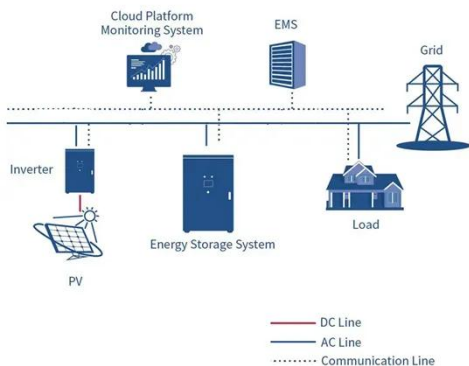 Cloud Platform
Monitoring System
EMS
Grid
Inverter
Energy Storage System
Load
PV
DC Line
AC Line
Communication Line